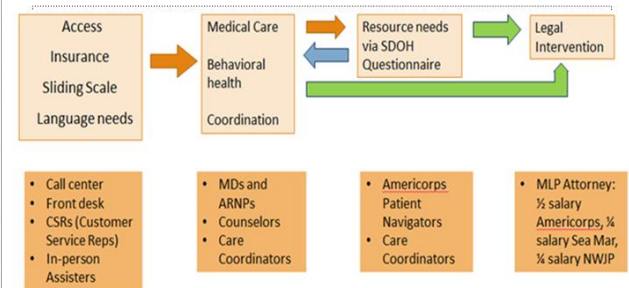 Access
Insurance
Sliding Scale
Language needs
Medical Care
Behavioral
health
Coordination
Resource needs
via SDOH
Questionnaire
Legal
Intervention
• Call center
• Front desk
• CSRs (Customer
Service Reps)
• In-person
Assisters
• MDs and
ARNPs
• Counselors
• Care
Coordinators
• Americorps
Patient
Navigators
• Care
Coordinators
• MLP Attorney:
½ salary
Americorps, ¼
salary Sea Mar,
¼ salary NWJP